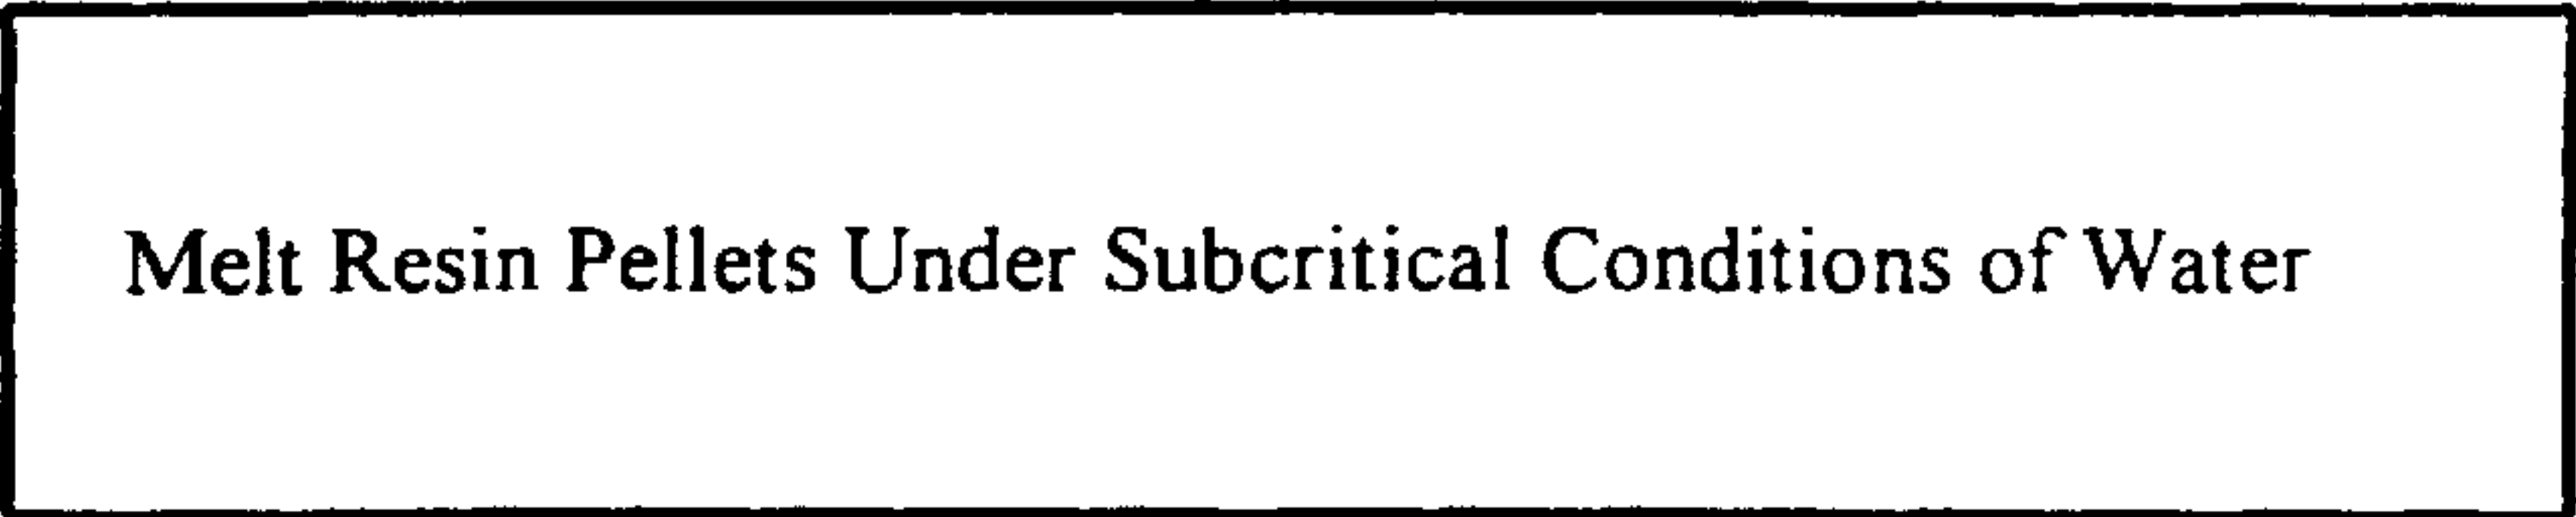 Melt Resin Pellets Under Subcritical Conditions of Water